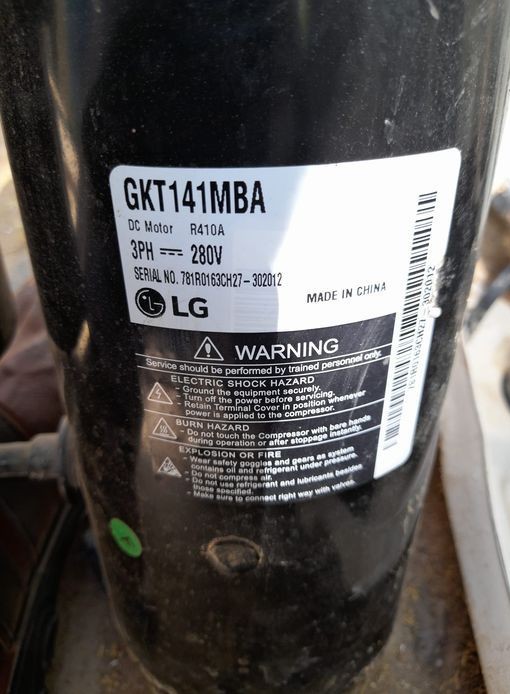 GKT141MBA
DC Motor R410A
3PH 280V
SERIAL NO. 781R0163CH27-302012
LG
MADE IN CHINA
WARNING
Service should be performed by trained personnel only.
ELECTRIC SHOCK HAZARD
- Ground the equipment securely.
- Turn off the power before servicing.
- Retain Terminal Cover in position whenever
power is applied to the compressor.
BURN HAZARD
- Do not touch the Compressor with bare hands
during operation or after stoppage instantly.
EXPLOSION OR FIRE
- Wear safety goggles and gears as system
contains oil and refrigerant under pressure.
- Do not compress air.
- Do not use refrigerant and lubricants besides
those specified.
- Make sure to connect right way with valves.